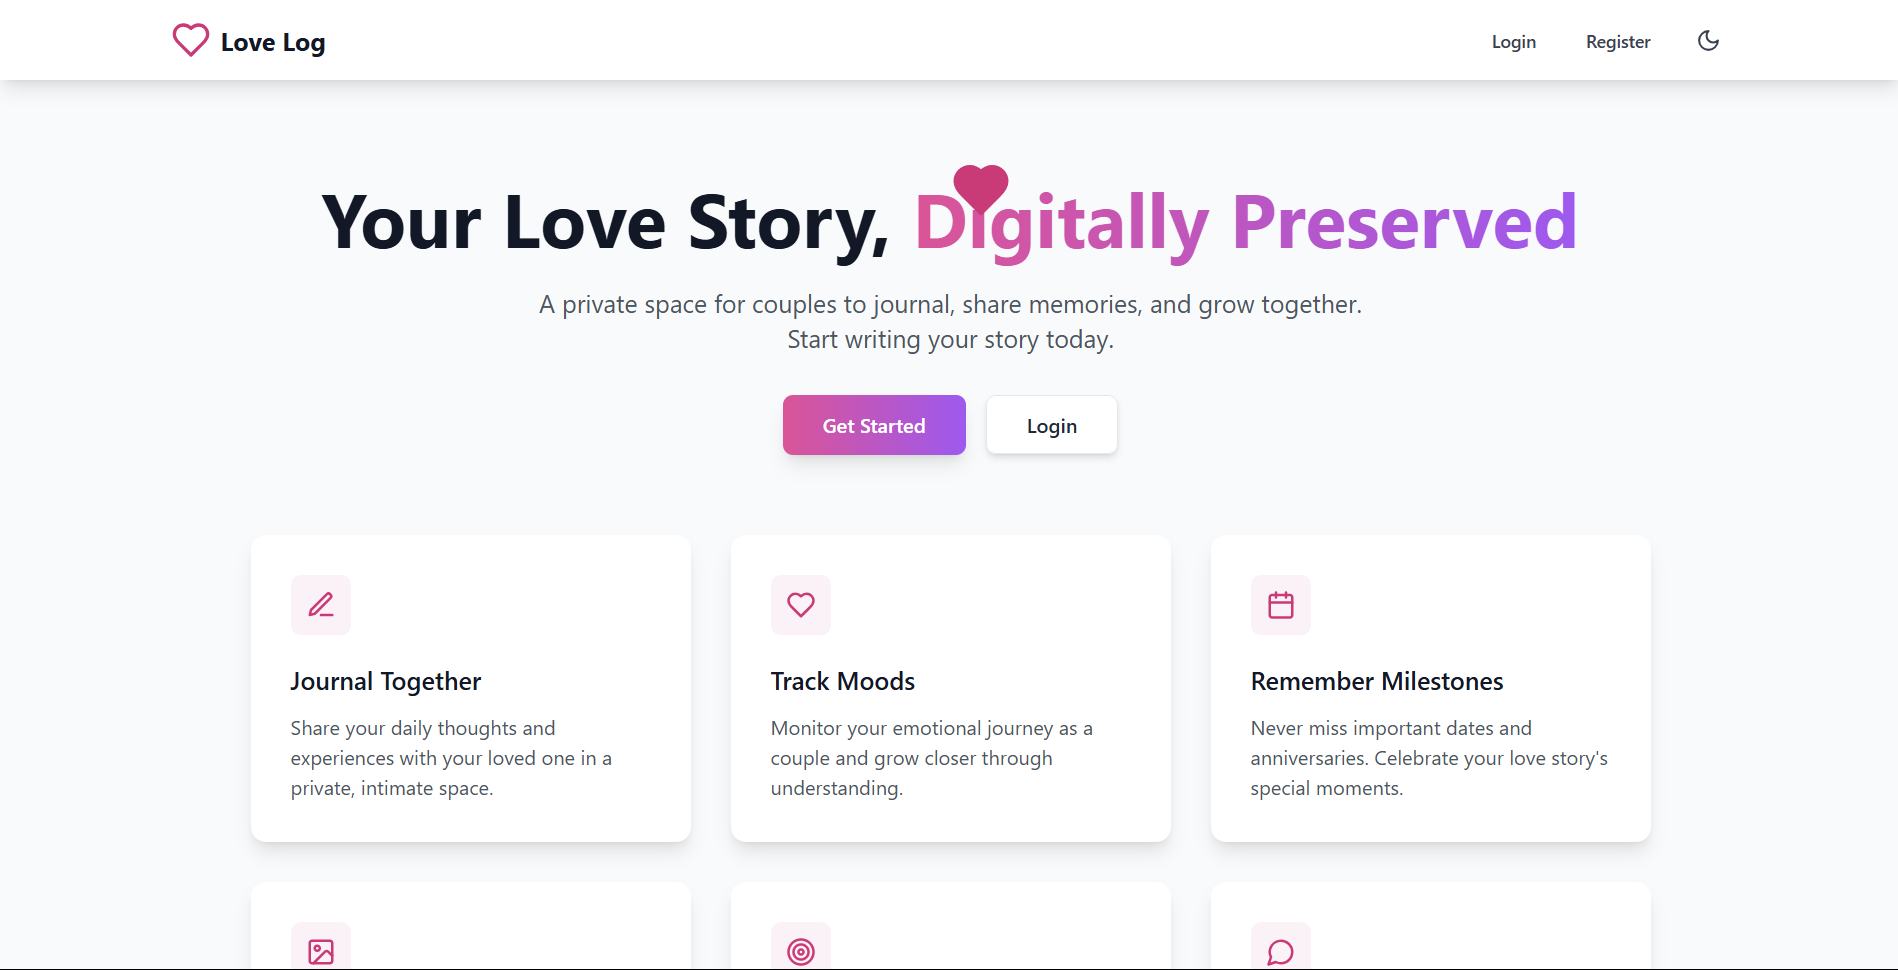 Love Log
Login
Register
Your Love Story, Digitally Preserved
A private space for couples to journal, share memories, and grow together.
Start writing your story today.
Get Started
Login
Journal Together
Share your daily thoughts and
experiences with your loved one in a
private, intimate space.
Track Moods
Monitor your emotional journey as a
couple and grow closer through
understanding.
Remember Milestones
Never miss important dates and
anniversaries. Celebrate your love story's
special moments.